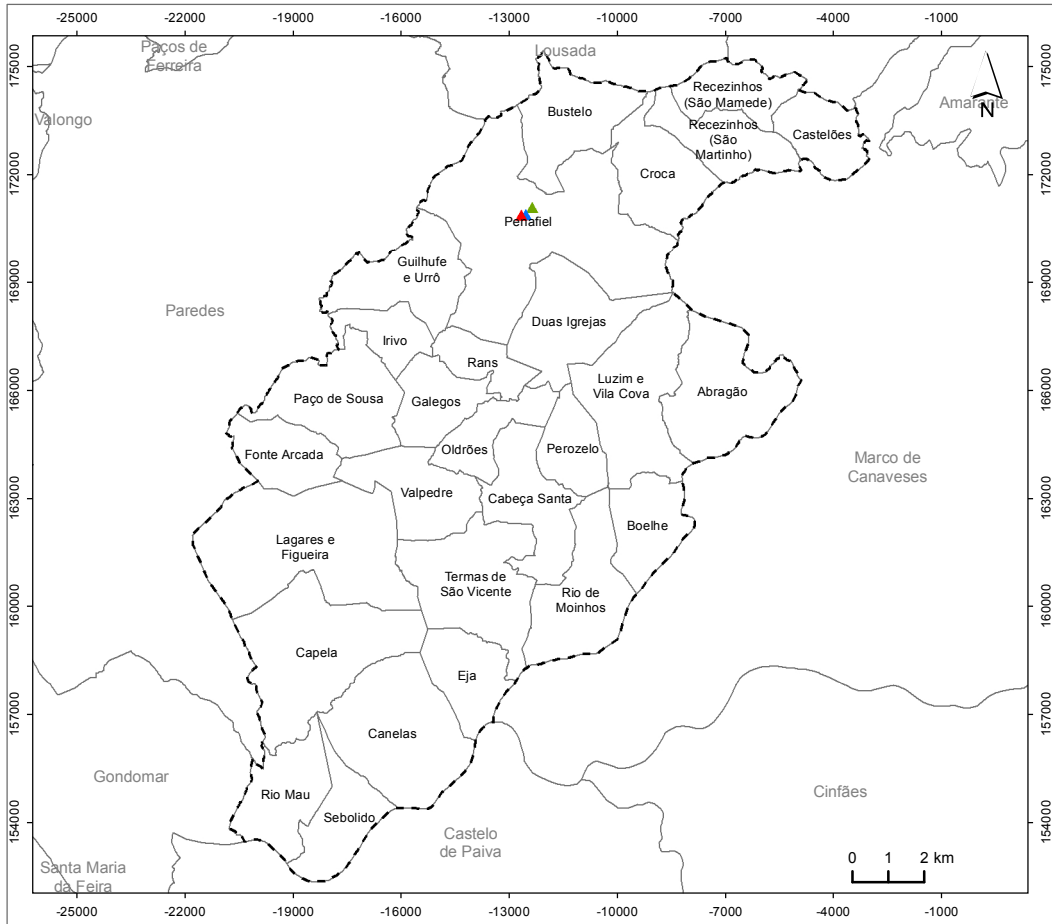 -25000 -22000 -19000 -16000 -13000 -10000 -7000 -4000 -1000
175000
175000
Paços de
Ferreira
Lousada
Recezinhos
(São Mamede)
Amarante
N
Valongo
Bustelo
Recezinhos
(São
Martinho)
Castelões
172000
172000
Croca
Penafiel
Guilhufe
e Urrô
169000
169000
Paredes
Duas Igrejas
Irivo
Rans
Luzim e
Vila Cova
Abragão
166000
166000
Paço de Sousa
Galegos
Fonte Arcada
Oldrões
Perozelo
Marco de
Canaveses
163000
163000
Valpedre
Cabeça Santa
Boelhe
Lagares e
Figueira
Termas de
São Vicente
Rio de
Moinhos
160000
160000
Capela
Eja
157000
157000
Canelas
Gondomar
Rio Mau
Cinfães
Sebolido
154000
154000
Castelo
de Paiva
Santa Maria
da Feira
0 1 2 km
-25000 -22000 -19000 -16000 -13000 -10000 -7000 -4000 -1000